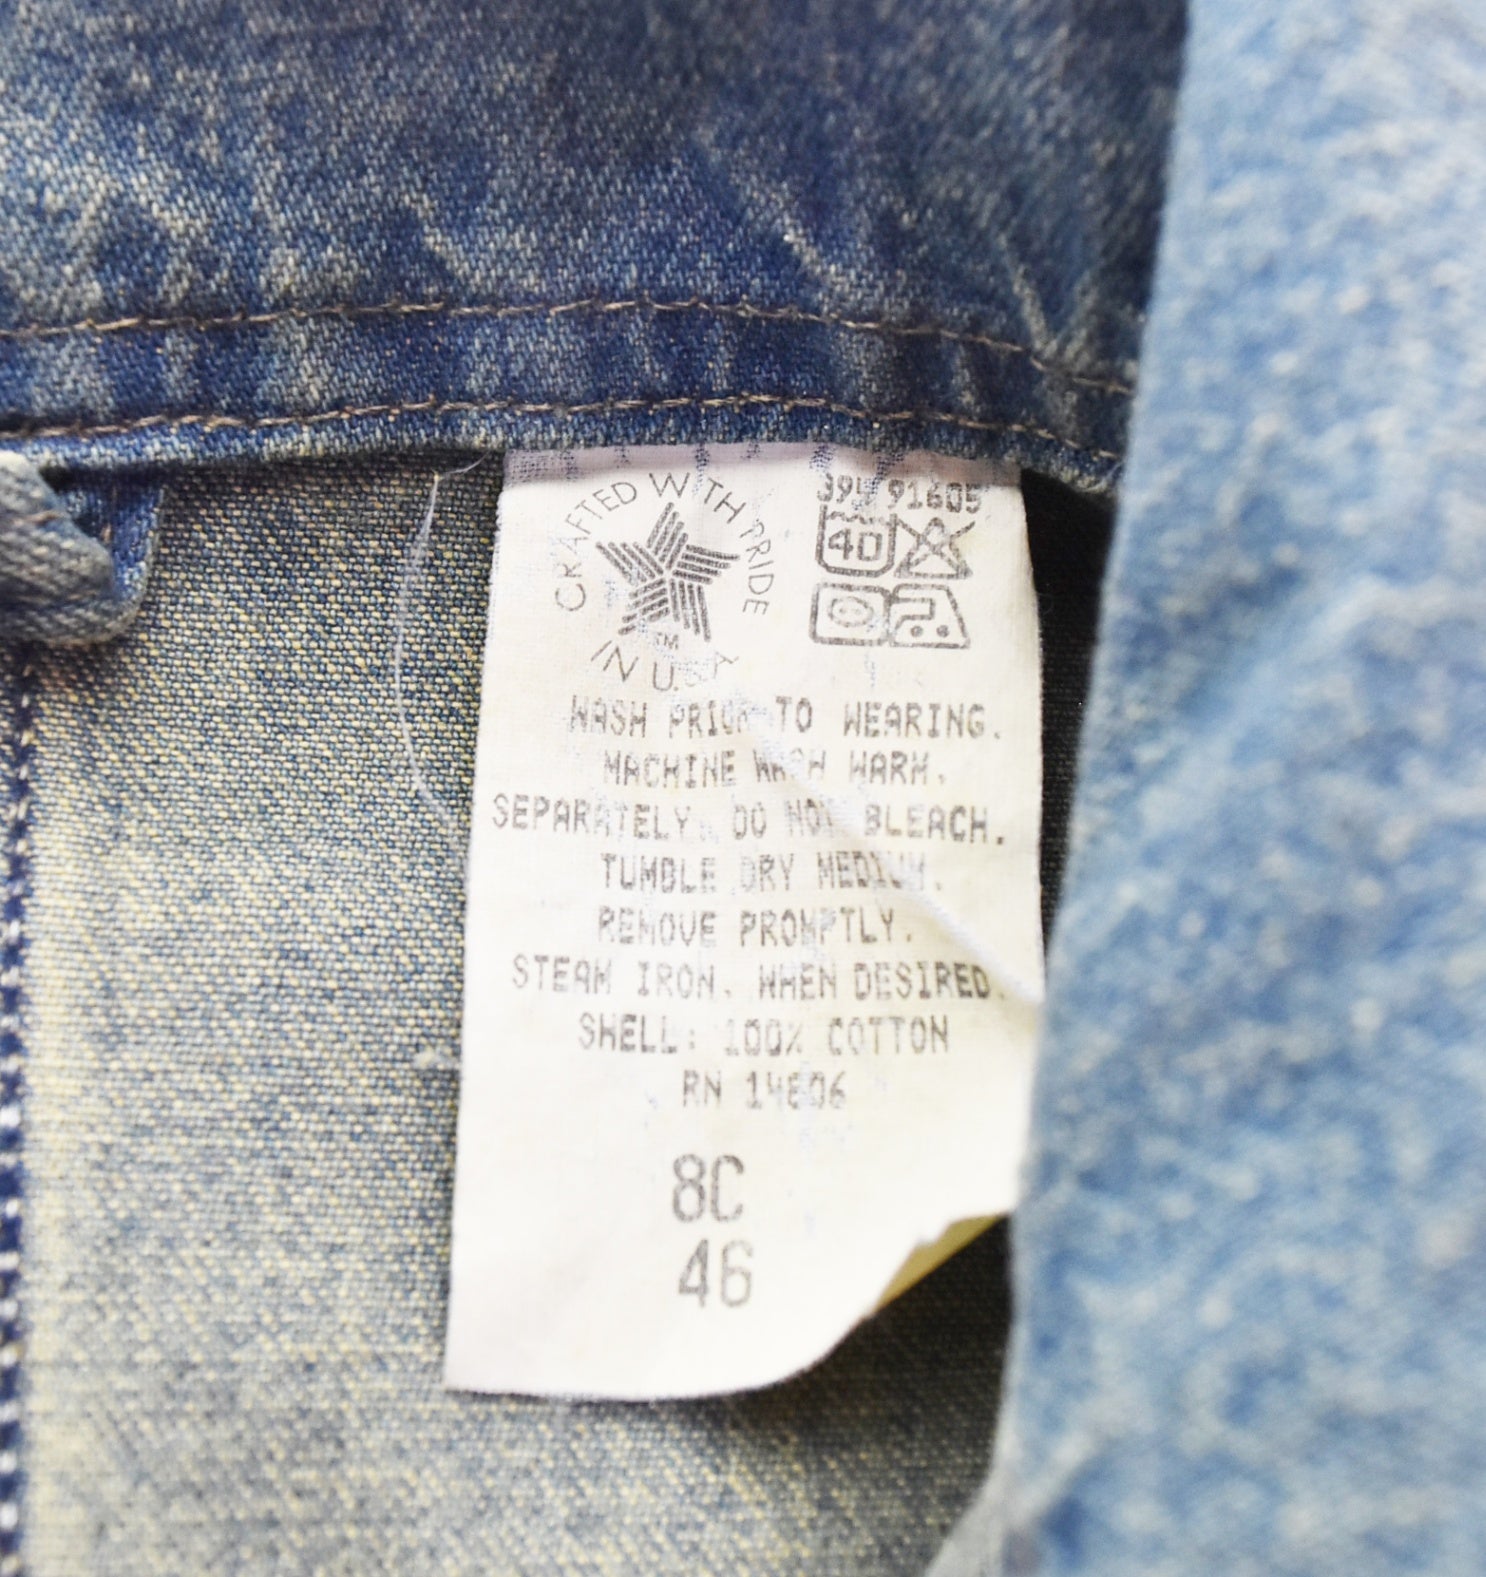 CRAFTED WITH PRIDE
TM
IN U.S.A
91605
40
WASH PRIOR TO WEARING.
MACHINE WASH WARM.
SEPARATELY. DO NOT BLEACH.
TUMBLE DRY MEDIUM.
REMOVE PROMPTLY.
STEAM IRON. WHEN DESIRED.
SHELL: 100% COTTON
RN 14806
8C
46